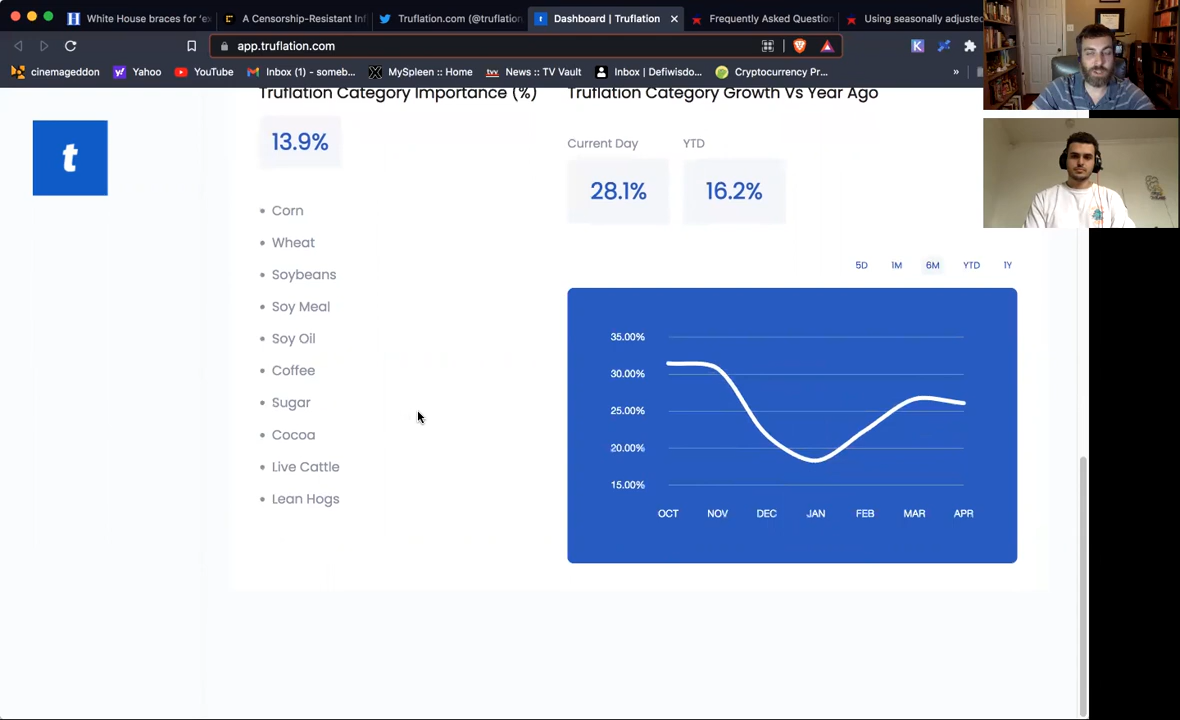 White House braces for 'ex
A Censorship-Resistant Inf
Truflation.com (@truflation
Dashboard | Truflation
Frequently Asked Question
Using seasonally adjusted
app.truflation.com
cinemageddon
Yahoo
YouTube
Inbox (1) - someb...
MySpleen :: Home
News :: TV Vault
Inbox | Defiwisdo...
Cryptocurrency Pr...
»
t
Truflation Category Importance (%)
13.9%
Corn
Wheat
Soybeans
Soy Meal
Soy Oil
Coffee
Sugar
Cocoa
Live Cattle
Lean Hogs
Truflation Category Growth Vs Year Ago
Current Day
YTD
28.1%
16.2%
5D 1M 6M YTD 1Y
35.00%
30.00%
25.00%
20.00%
15.00%
OCT NOV DEC JAN FEB MAR APR